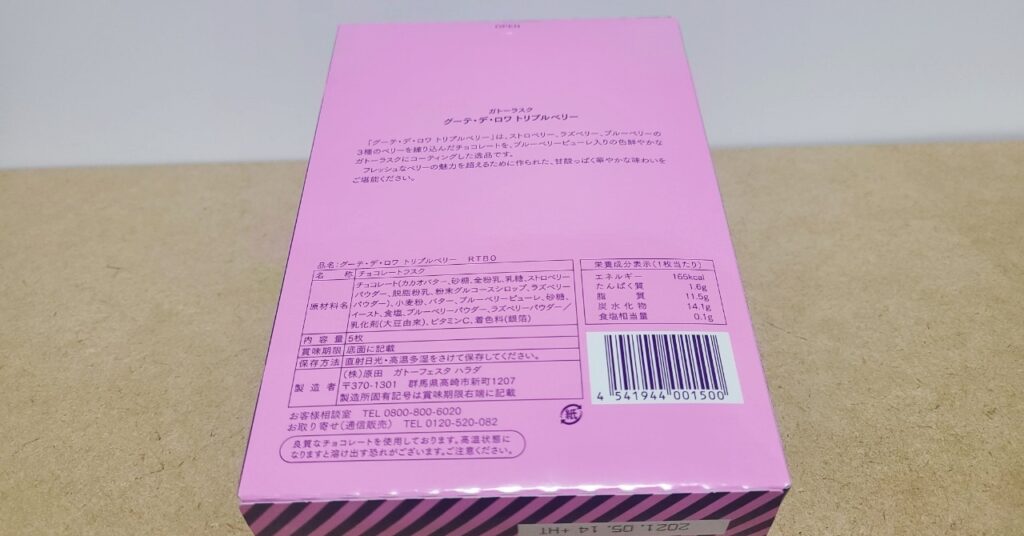 OPEN
ガトーラスク
グーテ・デ・ロワ トリプルベリー
「グーテ・デ・ロワ トリプルベリー」は、ストロベリー、ラズベリー、ブルーベリーの
3種のベリーを練り込んだチョコレートを、ブルーベリーピューレ入りの色鮮やかな
ガトーラスクにコーティングした逸品です。
フレッシュなベリーの魅力を超えるために作られた、甘酸っぱく華やかな味わいを
ご堪能ください。
品名:グーテ・デ・ロワ トリプルベリー RTB0
名称 チョコレートラスク
原材料名 チョコレート(カカオバター、砂糖、全粉乳、乳糖、ストロベリー
パウダー、脱脂粉乳、粉末グルコースシロップ、ラズベリー
パウダー)、小麦粉、バター、ブルーベリーピューレ、砂糖、
イースト、食塩、ブルーベリーパウダー、ラズベリーパウダー/
乳化剤(大豆由来)、ビタミンC、着色料(銀箔)
内容量 5枚
賞味期限 底面に記載
保存方法 直射日光・高温多湿をさけて保存してください。
製造者 (株)原田 ガトーフェスタ ハラダ
〒370-1301 群馬県高崎市新町1207
製造所固有記号は賞味期限右端に記載
お客様相談室 TEL 0800-800-6020
お取り寄せ(通信販売) TEL 0120-520-082
良質なチョコレートを使用しております。高温状態に
なりますと溶け出す恐れがございます。ご注意ください。
栄養成分表示(1枚当たり)
エネルギー 165kcal
たんぱく質 1.6g
脂質 11.5g
炭水化物 14.1g
食塩相当量 0.1g
4 541944 001500
紙
2021.05.14 +HT